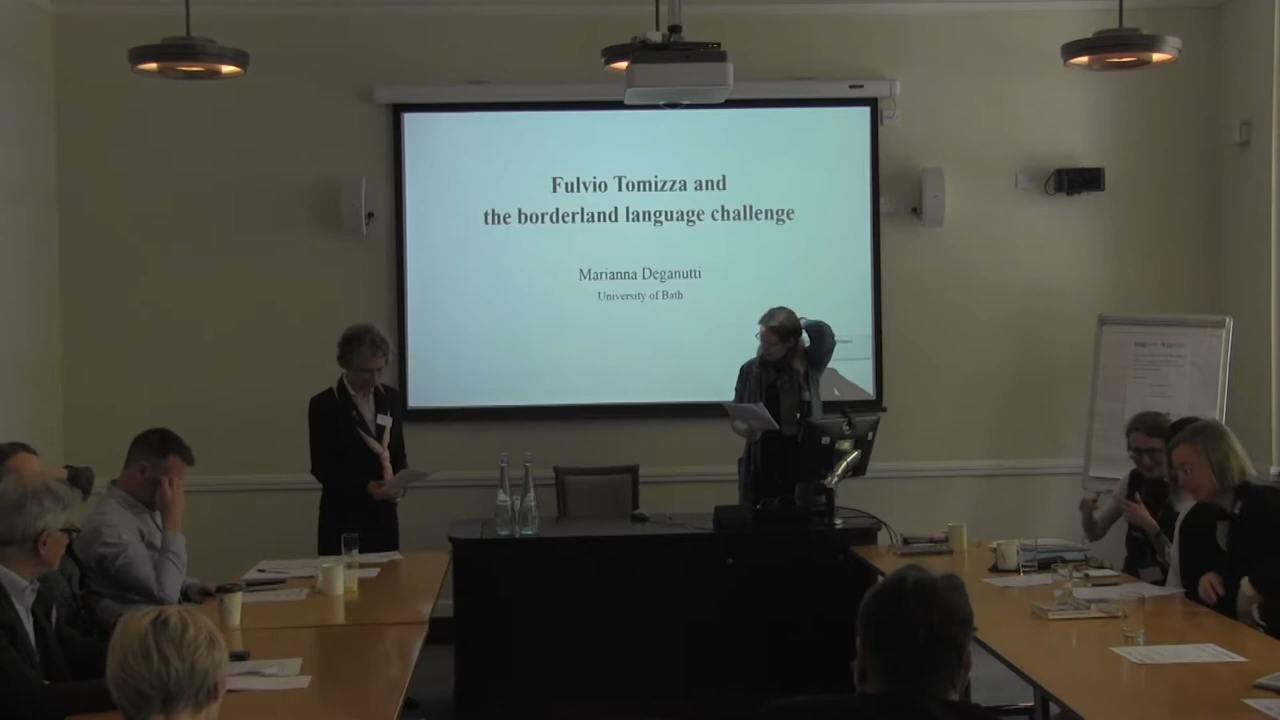 Fulvio Tomizza and
the borderland language challenge
Marianna Deganutti
University of Bath